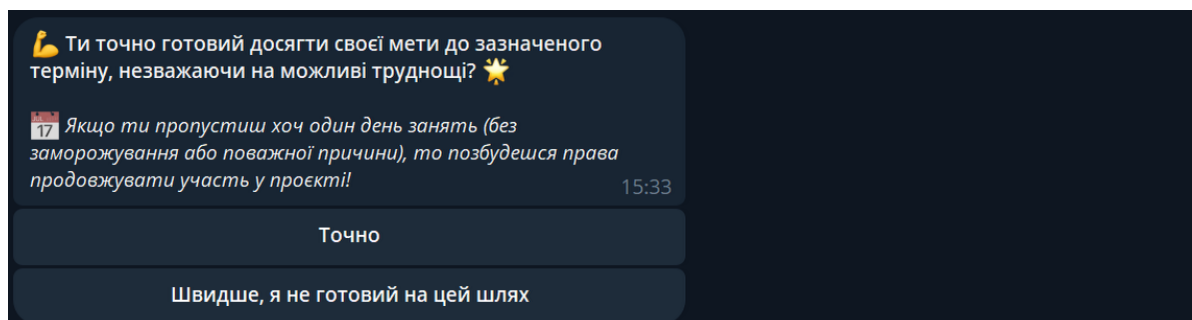 💪 Ти точно готовий досягти своєї мети до зазначеного
терміну, незважаючи на можливі труднощі? 🌟
📅 Якщо ти пропустиш хоч один день занять (без
заморожування або поважної причини), то позбудешся права
продовжувати участь у проєкті!
15:33
Точно
Швидше, я не готовий на цей шлях